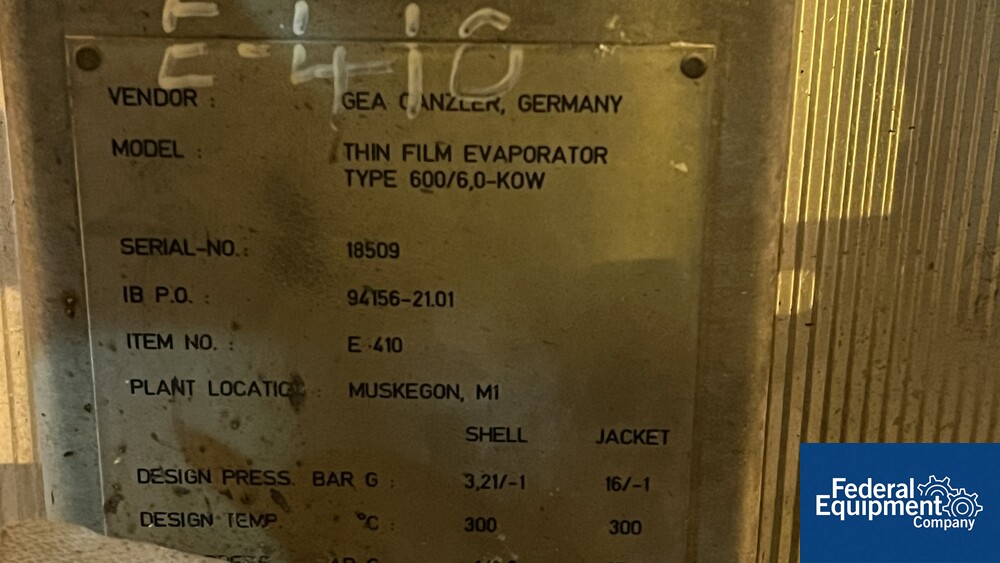 E-410
VENDOR : GEA CANZLER, GERMANY
MODEL : THIN FILM EVAPORATOR
TYPE 600/6,0-KOW
SERIAL-NO. : 18509
IB P.O. : 94156-21.01
ITEM NO. : E-410
PLANT LOCATION : MUSKEGON, M1
SHELL JACKET
DESIGN PRESS. BAR G : 3,21/-1 16/-1
DESIGN TEMP. °C : 300 300
Federal
Equipment
Company